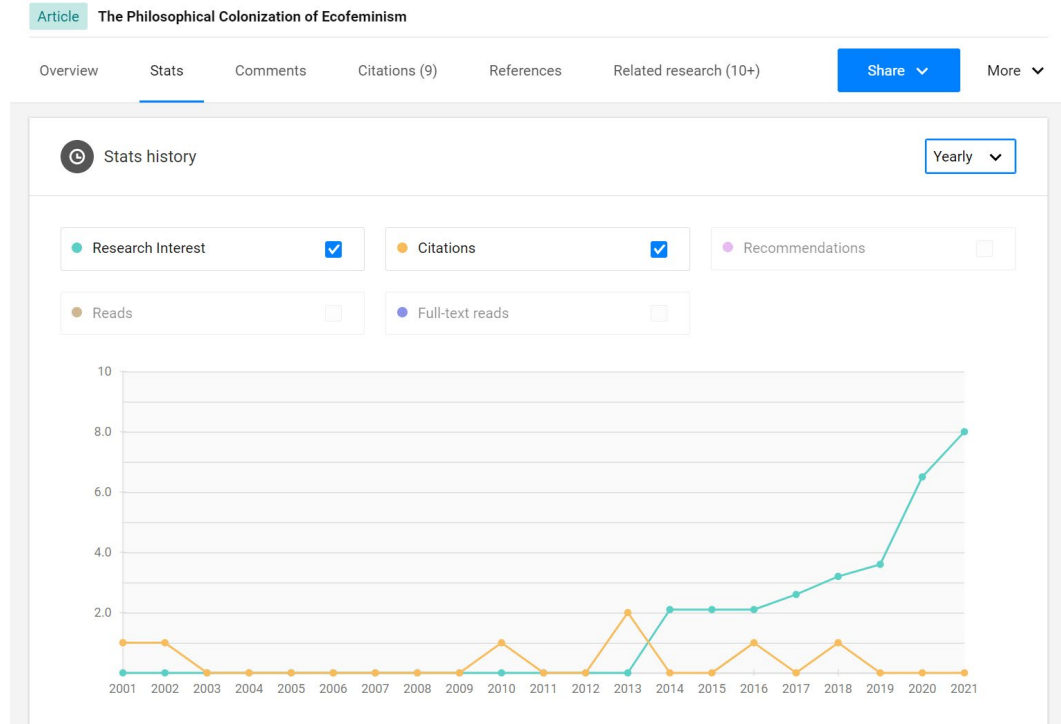 Article The Philosophical Colonization of Ecofeminism
Overview Stats Comments Citations (9) References Related research (10+) Share More
Stats history Yearly
Research Interest Citations Recommendations
Reads Full-text reads
10
8.0
6.0
4.0
2.0
2001 2002 2003 2004 2005 2006 2007 2008 2009 2010 2011 2012 2013 2014 2015 2016 2017 2018 2019 2020 2021